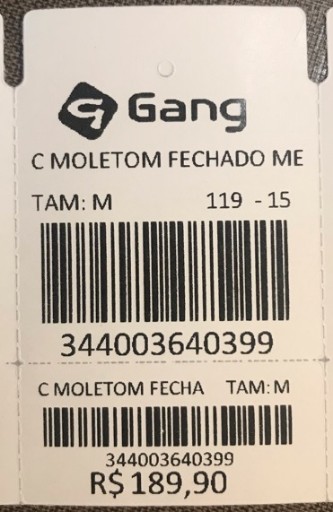 Gang
C MOLETOM FECHADO ME
TAM: M 119 - 15
344003640399
C MOLETOM FECHA TAM: M
344003640399
R$ 189,90